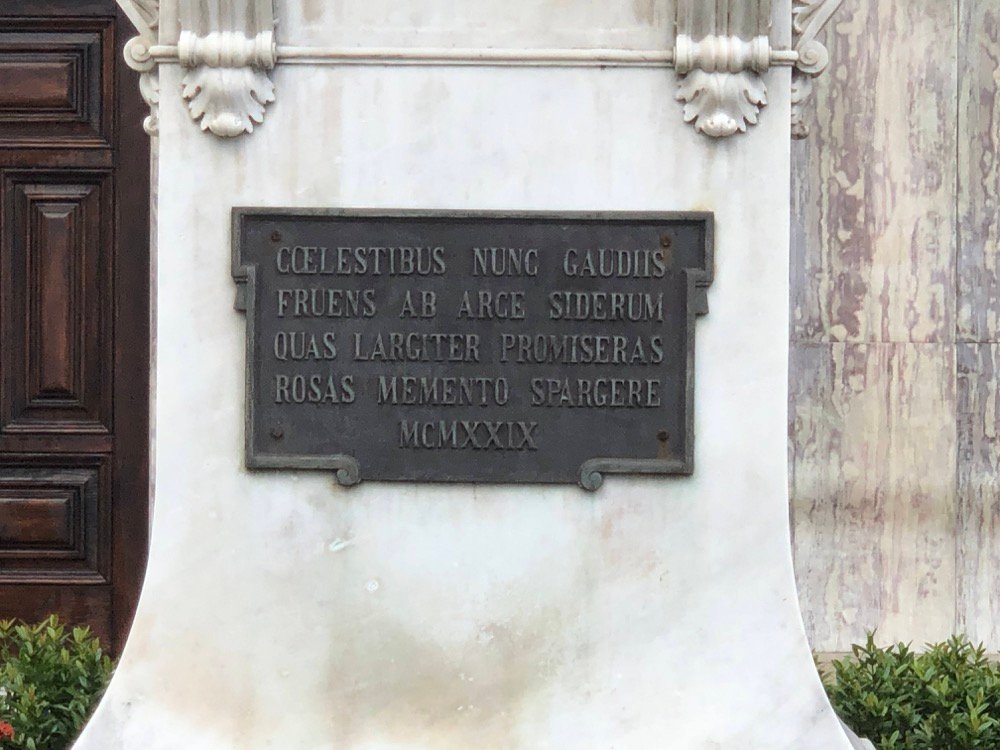 CŒLESTIBUS NUNC GAUDIIS
FRUENS AB ARCE SIDERUM
QUAS LARGITER PROMISERAS
ROSAS MEMENTO SPARGERE
MCMXXIX